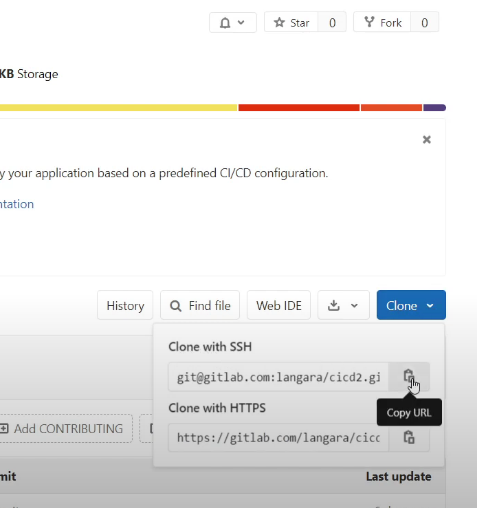 Star 0 Fork 0
KB Storage
y your application based on a predefined CI/CD configuration.
ntation
History Find file Web IDE Clone
Clone with SSH
git@gitlab.com:langara/cicd2.gi
Clone with HTTPS
Copy URL
Add CONTRIBUTING
https://gitlab.com/langara/cicc
mit Last update